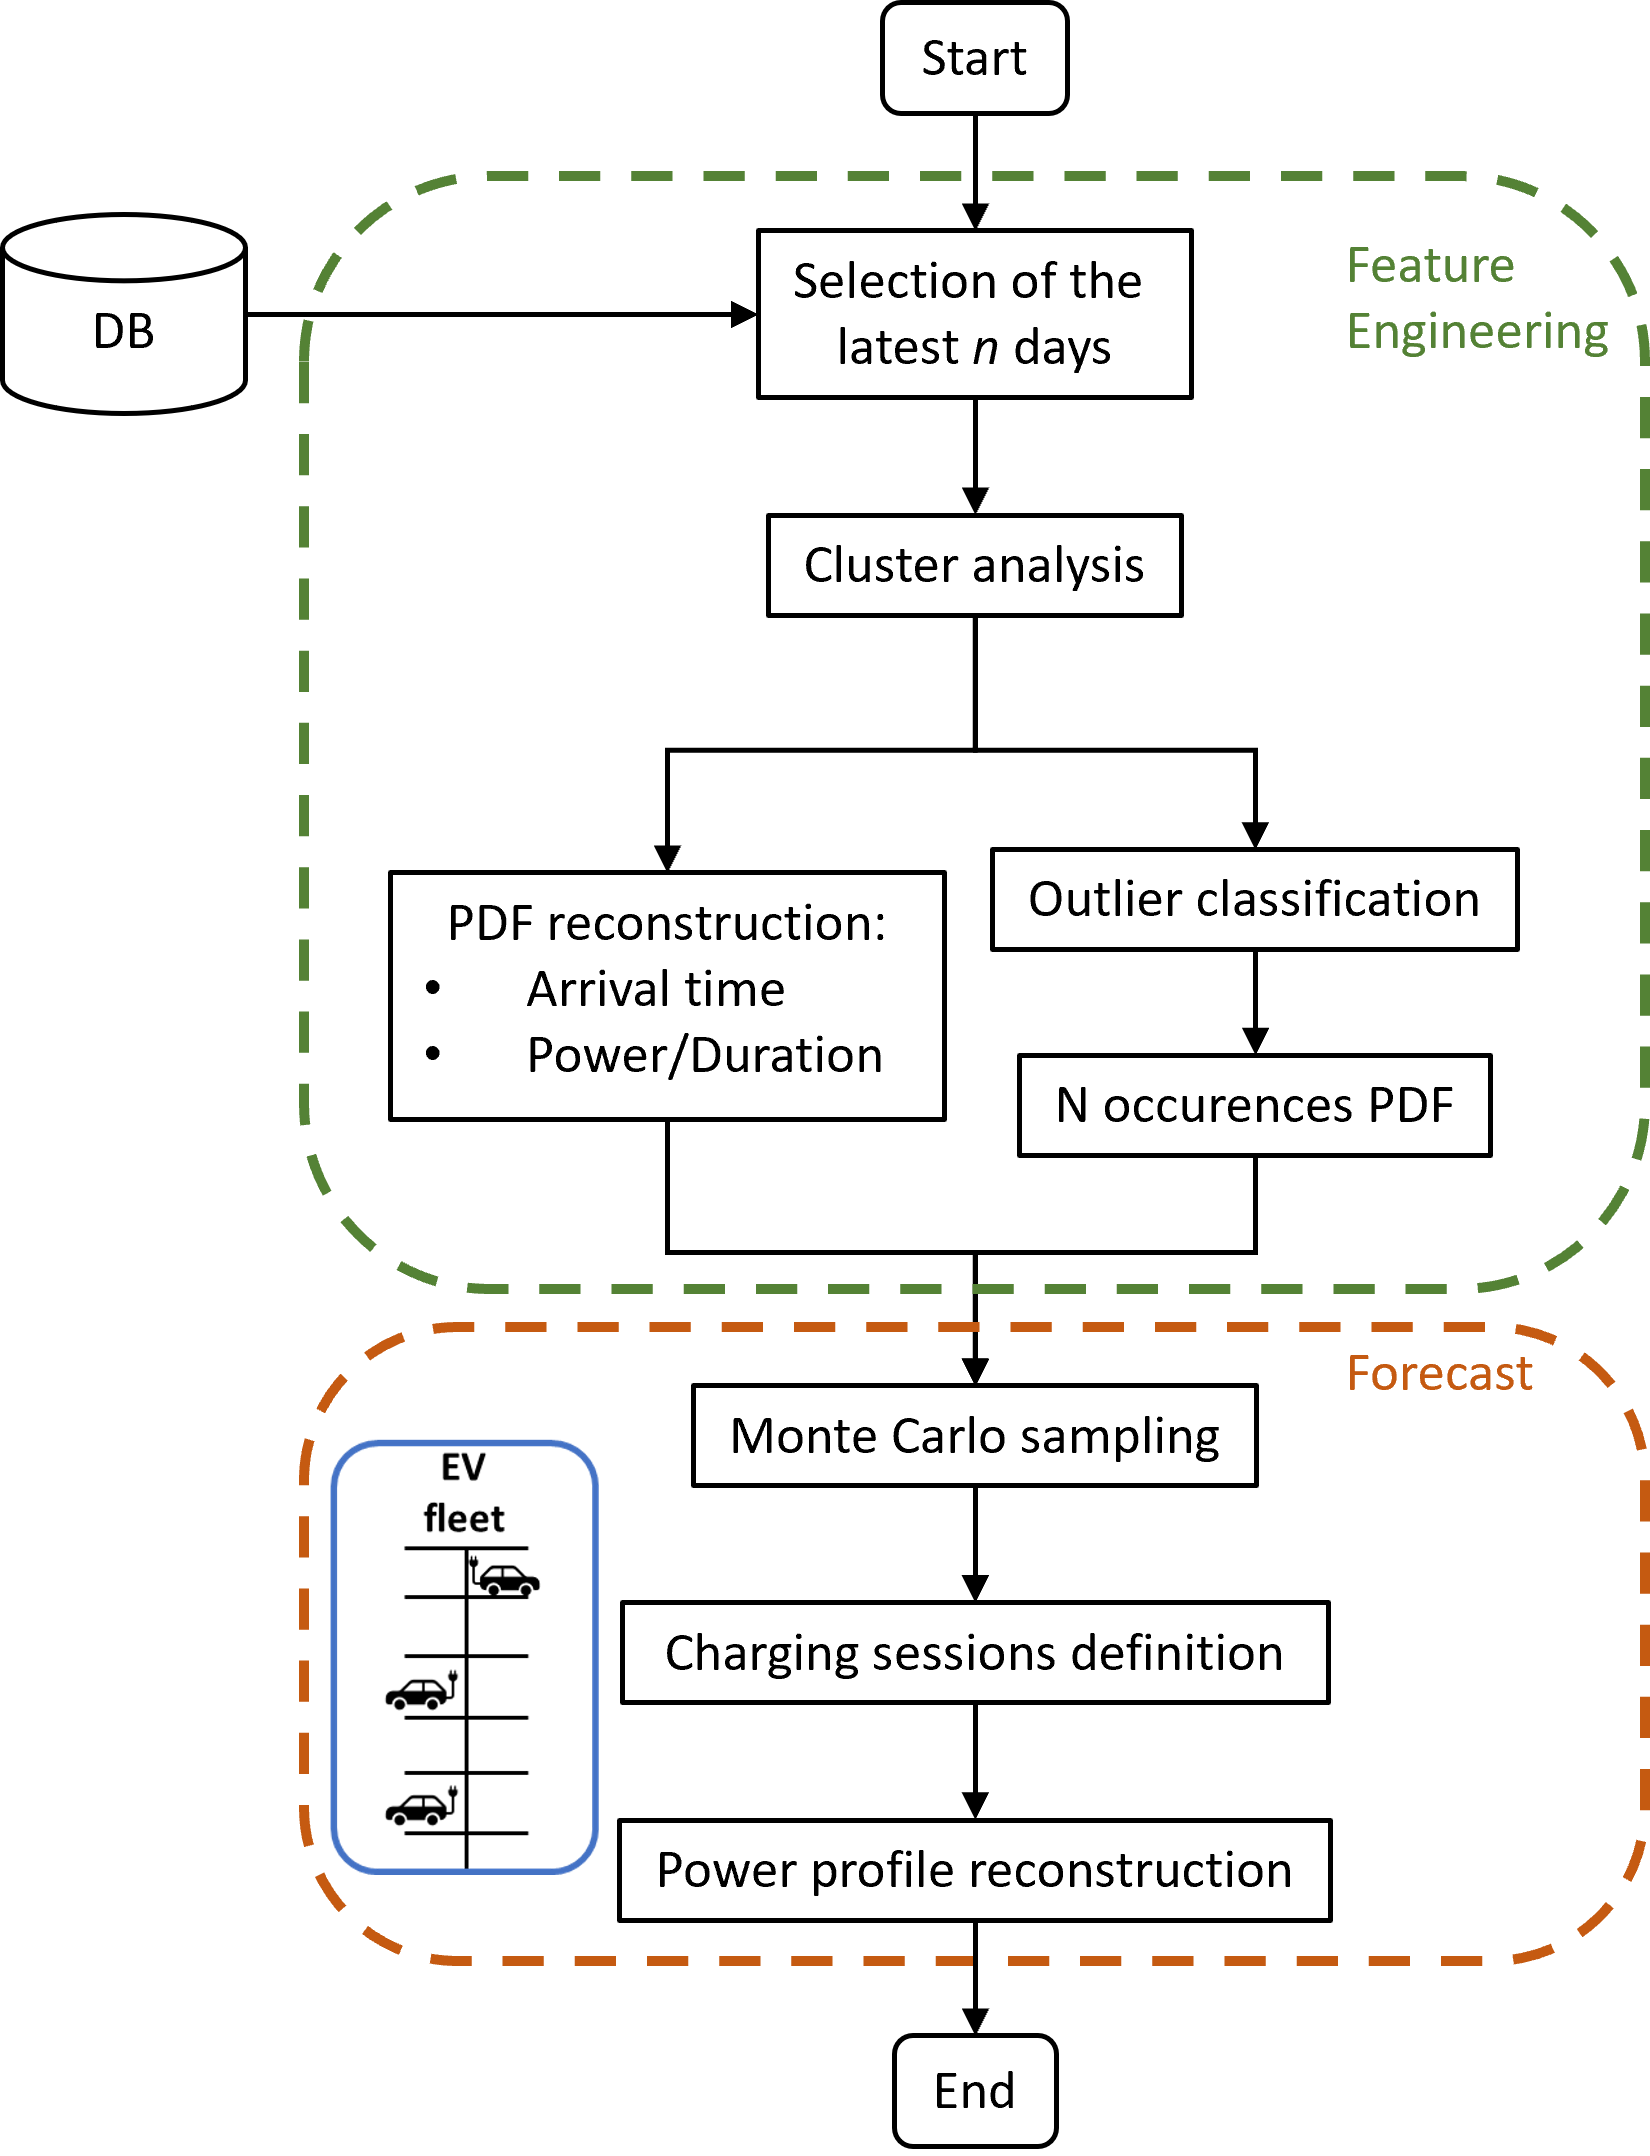 Start
Feature
Engineering
DB
Selection of the
latest n days
Cluster analysis
PDF reconstruction:
• Arrival time
• Power/Duration
Outlier classification
N occurences PDF
Forecast
Monte Carlo sampling
EV
fleet
Charging sessions definition
Power profile reconstruction
End